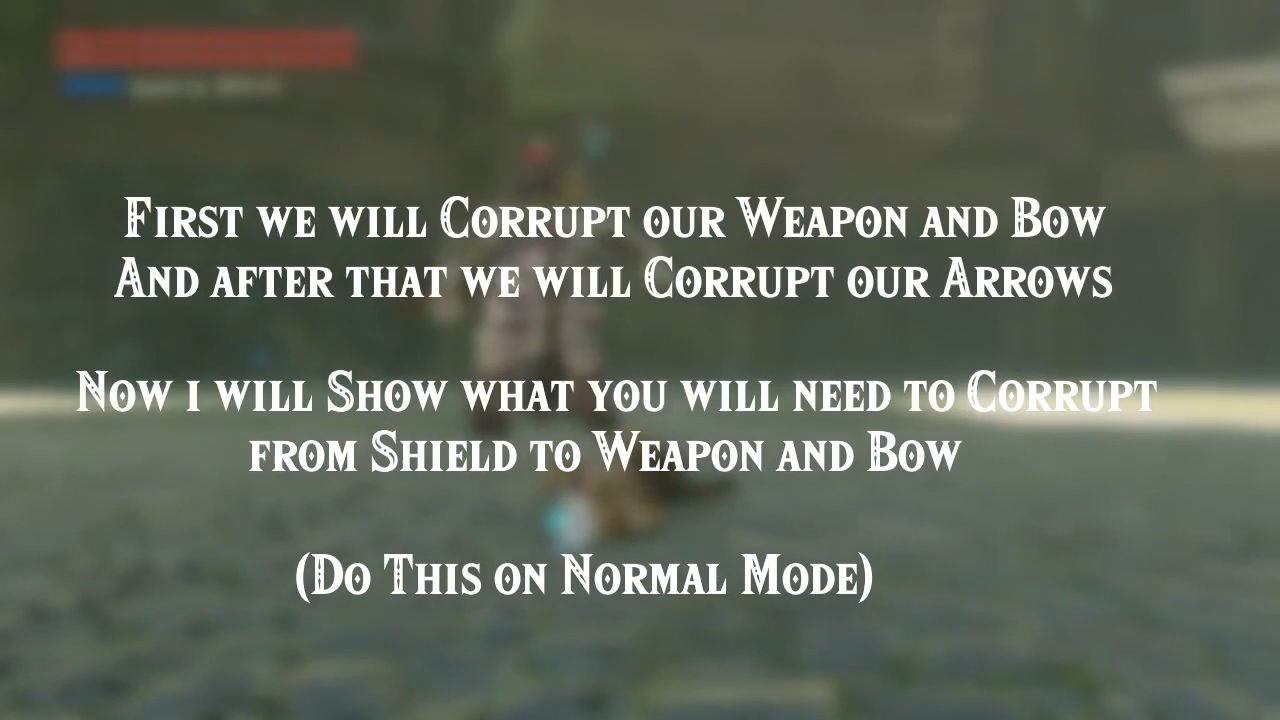 First we will Corrupt our Weapon and Bow
And after that we will Corrupt our Arrows
Now i will Show what you will need to Corrupt
from Shield to Weapon and Bow
(Do This on Normal Mode)